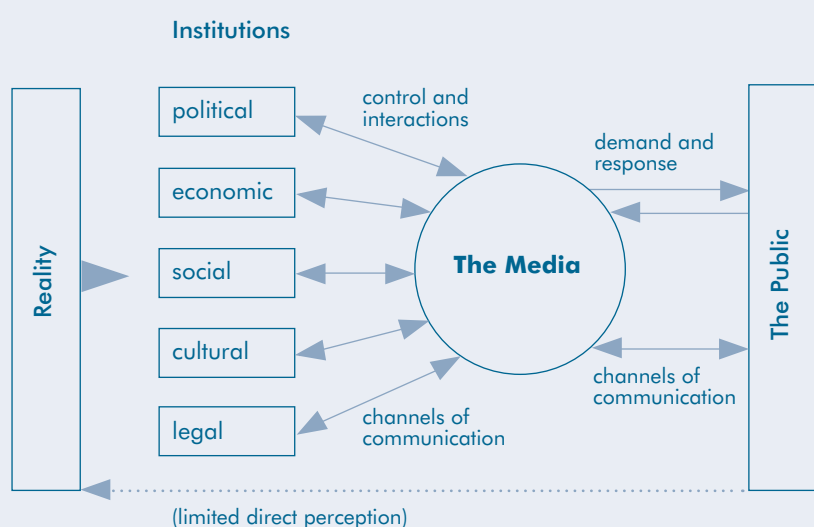 Institutions
Reality
political
economic
social
cultural
legal
control and
interactions
The Media
channels of
communication
demand and
response
channels of
communication
The Public
(limited direct perception)